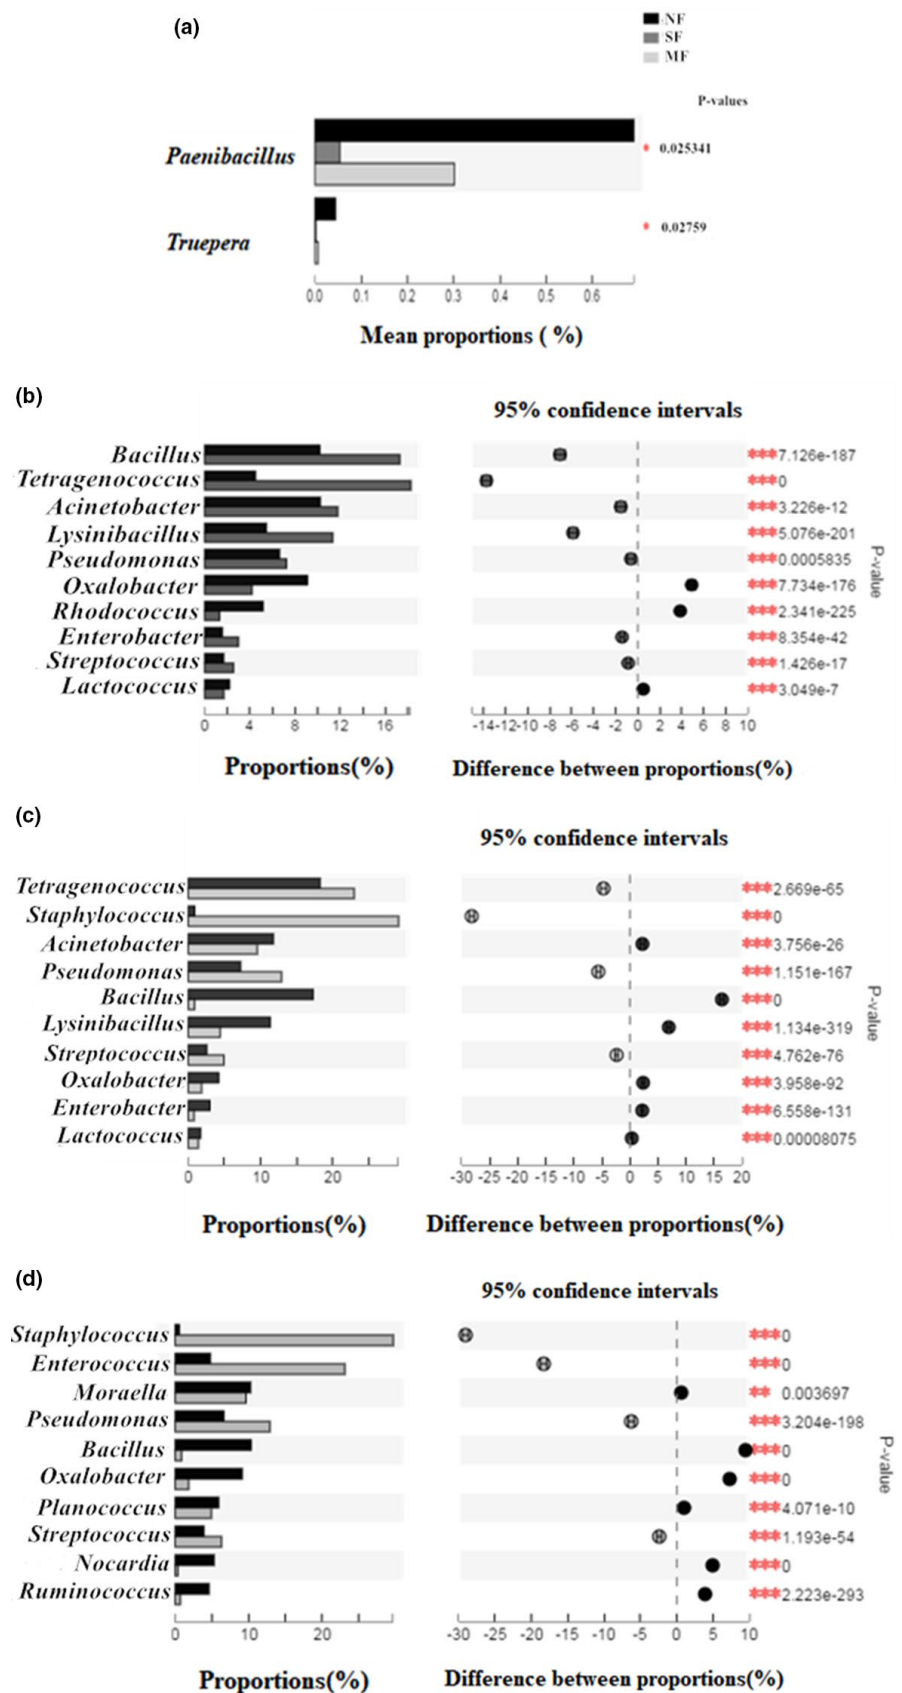 (a)
NF
SF
MF
P-values
Paenibacillus
* 0.025341
Truepera
* 0.02759
0.0 0.1 0.2 0.3 0.4 0.5 0.6
Mean proportions ( %)
(b)
95% confidence intervals
Bacillus
***7.126e-187
Tetragenococcus
***0
Acinetobacter
***3.226e-12
Lysinibacillus
***5.076e-201
Pseudomonas
***0.0005835
Oxalobacter
***7.734e-176
Rhodococcus
***2.341e-225
Enterobacter
***8.354e-42
Streptococcus
***1.426e-17
Lactococcus
***3.049e-7
P-value
0 4 8 12 16
-14-12-10 -8 -6 -4 -2 0 2 4 6 8 10
Proportions(%)
Difference between proportions(%)
(c)
95% confidence intervals
Tetragenococcus
***2.669e-65
Staphylococcus
***0
Acinetobacter
***3.756e-26
Pseudomonas
***1.151e-167
Bacillus
***0
Lysinibacillus
***1.134e-319
Streptococcus
***4.762e-76
Oxalobacter
***3.958e-92
Enterobacter
***6.558e-131
Lactococcus
***0.00008075
P-value
0 10 20
-30 -25 -20 -15 -10 -5 0 5 10 15 20
Proportions(%)
Difference between proportions(%)
(d)
95% confidence intervals
Staphylococcus
***0
Enterococcus
***0
Moraella
** 0.003697
Pseudomonas
***3.204e-198
Bacillus
***0
Oxalobacter
***0
Planococcus
***4.071e-10
Streptococcus
***1.193e-54
Nocardia
***0
Ruminococcus
***2.223e-293
P-value
0 10 20
-30 -25 -20 -15 -10 -5 0 5 10
Proportions(%)
Difference between proportions(%)